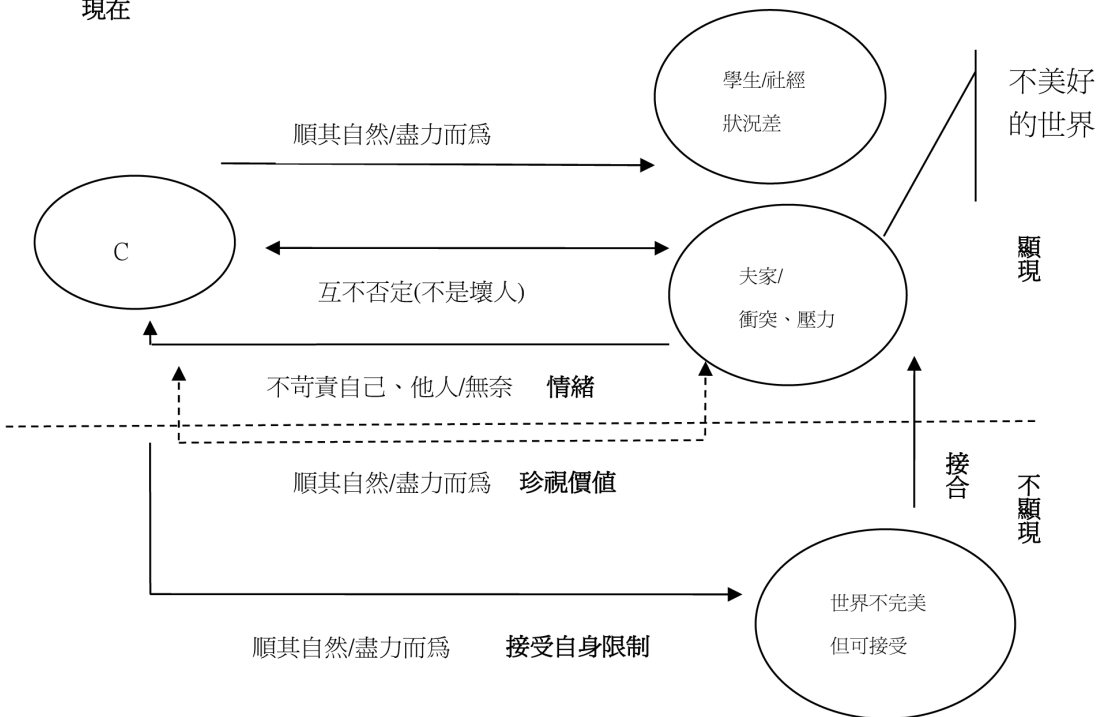 現在
學生/社經
狀況差
不美好
的世界
順其自然/盡力而為
C
顯現
互不否定(不是壞人)
夫家/
衝突、壓力
不苛責自己、他人/無奈 情緒
順其自然/盡力而為 珍視價值
接合
不顯現
世界不完美
但可接受
順其自然/盡力而為 接受自身限制